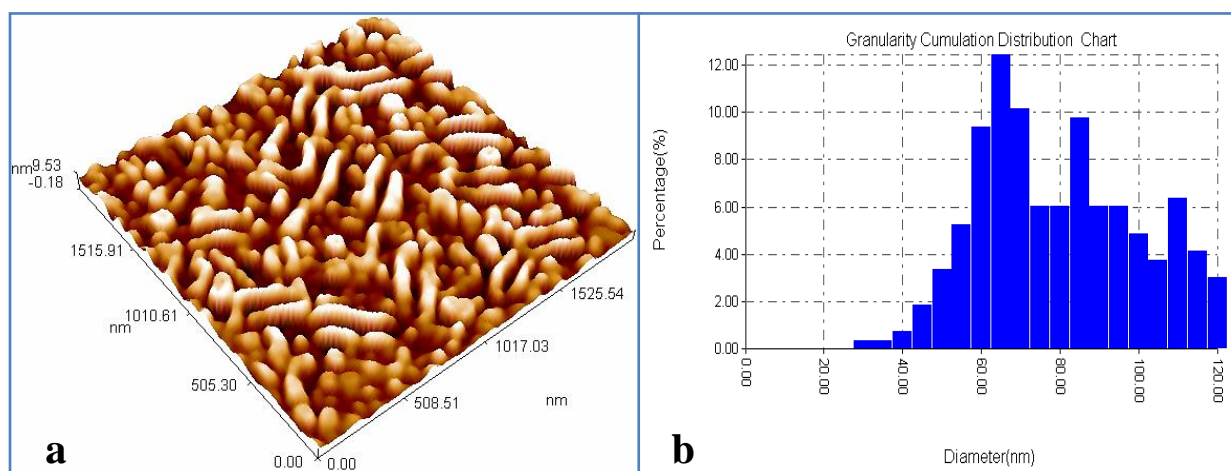 nm 9.53
-0.18
1515.91
1010.61
nm
505.30
0.00
0.00
508.51
1017.03
1525.54
nm
a
Granularity Cumulation Distribution Chart
Percentage(%)
12.00
10.00
8.00
6.00
4.00
2.00
0.00
0.00
20.00
40.00
60.00
80.00
100.00
120.00
Diameter(nm)
b